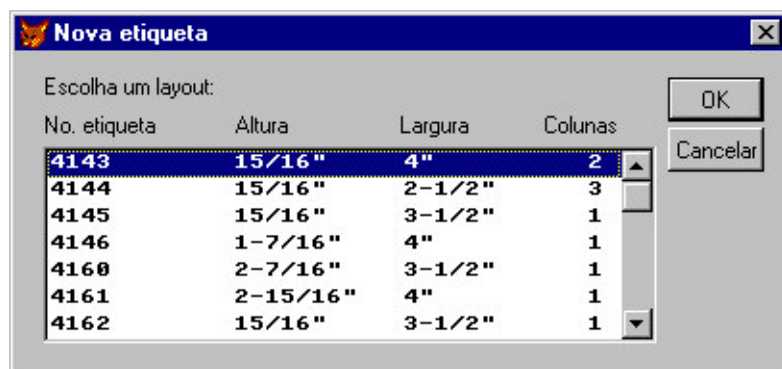 Nova etiqueta
Escolha um layout:
No. etiqueta Altura Largura Colunas
4143 15/16" 4" 2
4144 15/16" 2-1/2" 3
4145 15/16" 3-1/2" 1
4146 1-7/16" 4" 1
4160 2-7/16" 3-1/2" 1
4161 2-15/16" 4" 1
4162 15/16" 3-1/2" 1
OK
Cancelar